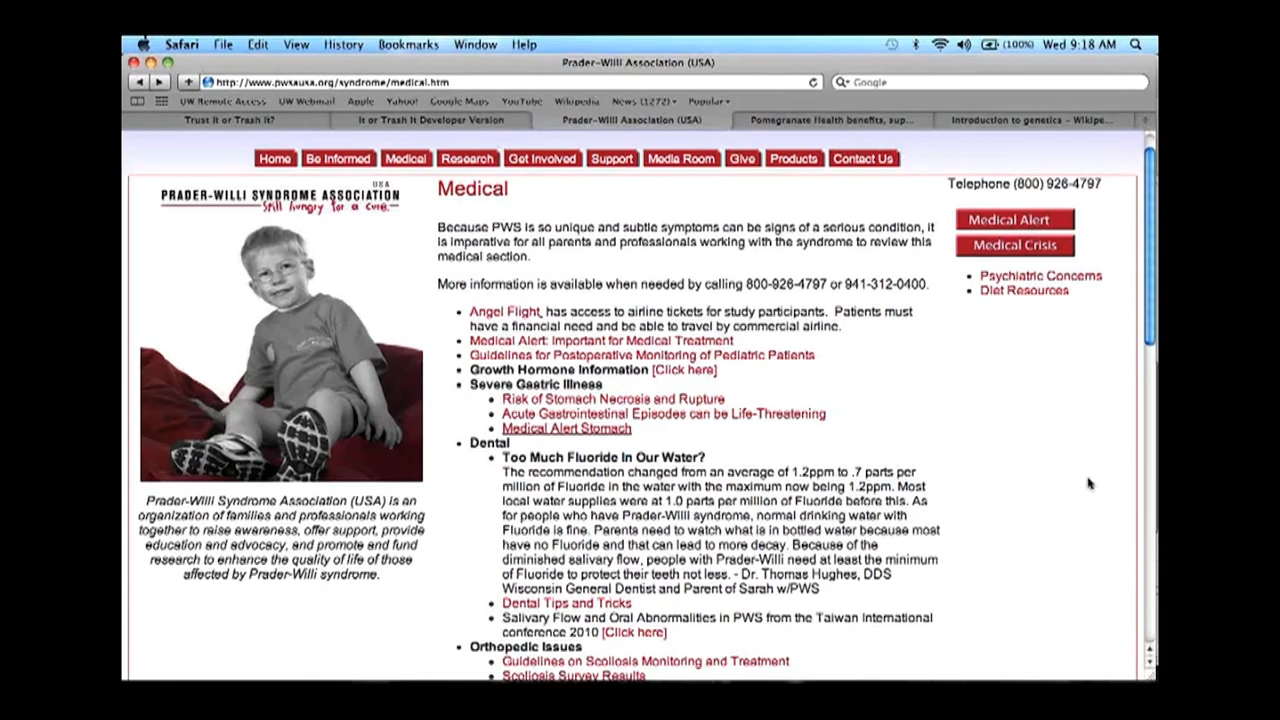 Safari File Edit View History Bookmarks Window Help (100%) Wed 9:18 AM
Prader-Willi Association (USA)
http://www.pwsausa.org/syndrome/medical.htm Google
UW Remote Access UW Webmail Apple Yahoo! Google Maps YouTube Wikipedia News (1272) Popular
Trust It or Trash It? It or Trash It Developer Version Prader-Willi Association (USA) Pomegranate Health benefits, sup... Introduction to genetics – Wikipe...
Home Be Informed Medical Research Get Involved Support Media Room Give Products Contact Us
USA
PRADER-WILLI SYNDROME ASSOCIATION
Still hungry for a cure.
Prader-Willi Syndrome Association (USA) is an
organization of families and professionals working
together to raise awareness, offer support, provide
education and advocacy, and promote and fund
research to enhance the quality of life of those
affected by Prader-Willi syndrome.
Medical
Because PWS is so unique and subtle symptoms can be signs of a serious condition, it
is imperative for all parents and professionals working with the syndrome to review this
medical section.
More information is available when needed by calling 800-926-4797 or 941-312-0400.
Angel Flight has access to airline tickets for study participants. Patients must
have a financial need and be able to travel by commercial airline.
Medical Alert: Important for Medical Treatment
Guidelines for Postoperative Monitoring of Pediatric Patients
Growth Hormone Information [Click here]
Severe Gastric Illness
Risk of Stomach Necrosis and Rupture
Acute Gastrointestinal Episodes can be Life-Threatening
Medical Alert Stomach
Dental
Too Much Fluoride In Our Water?
The recommendation changed from an average of 1.2ppm to .7 parts per
million of Fluoride in the water with the maximum now being 1.2ppm. Most
local water supplies were at 1.0 parts per million of Fluoride before this. As
for people who have Prader-Willi syndrome, normal drinking water with
Fluoride is fine. Parents need to watch what is in bottled water because most
have no Fluoride and that can lead to more decay. Because of the
diminished salivary flow, people with Prader-Willi need at least the minimum
of Fluoride to protect their teeth not less. - Dr. Thomas Hughes, DDS
Wisconsin General Dentist and Parent of Sarah w/PWS
Dental Tips and Tricks
Salivary Flow and Oral Abnormalities in PWS from the Taiwan International
conference 2010 [Click here]
Orthopedic Issues
Guidelines on Scoliosis Monitoring and Treatment
Scoliosis Survey Results
Telephone (800) 926-4797
Medical Alert
Medical Crisis
Psychiatric Concerns
Diet Resources